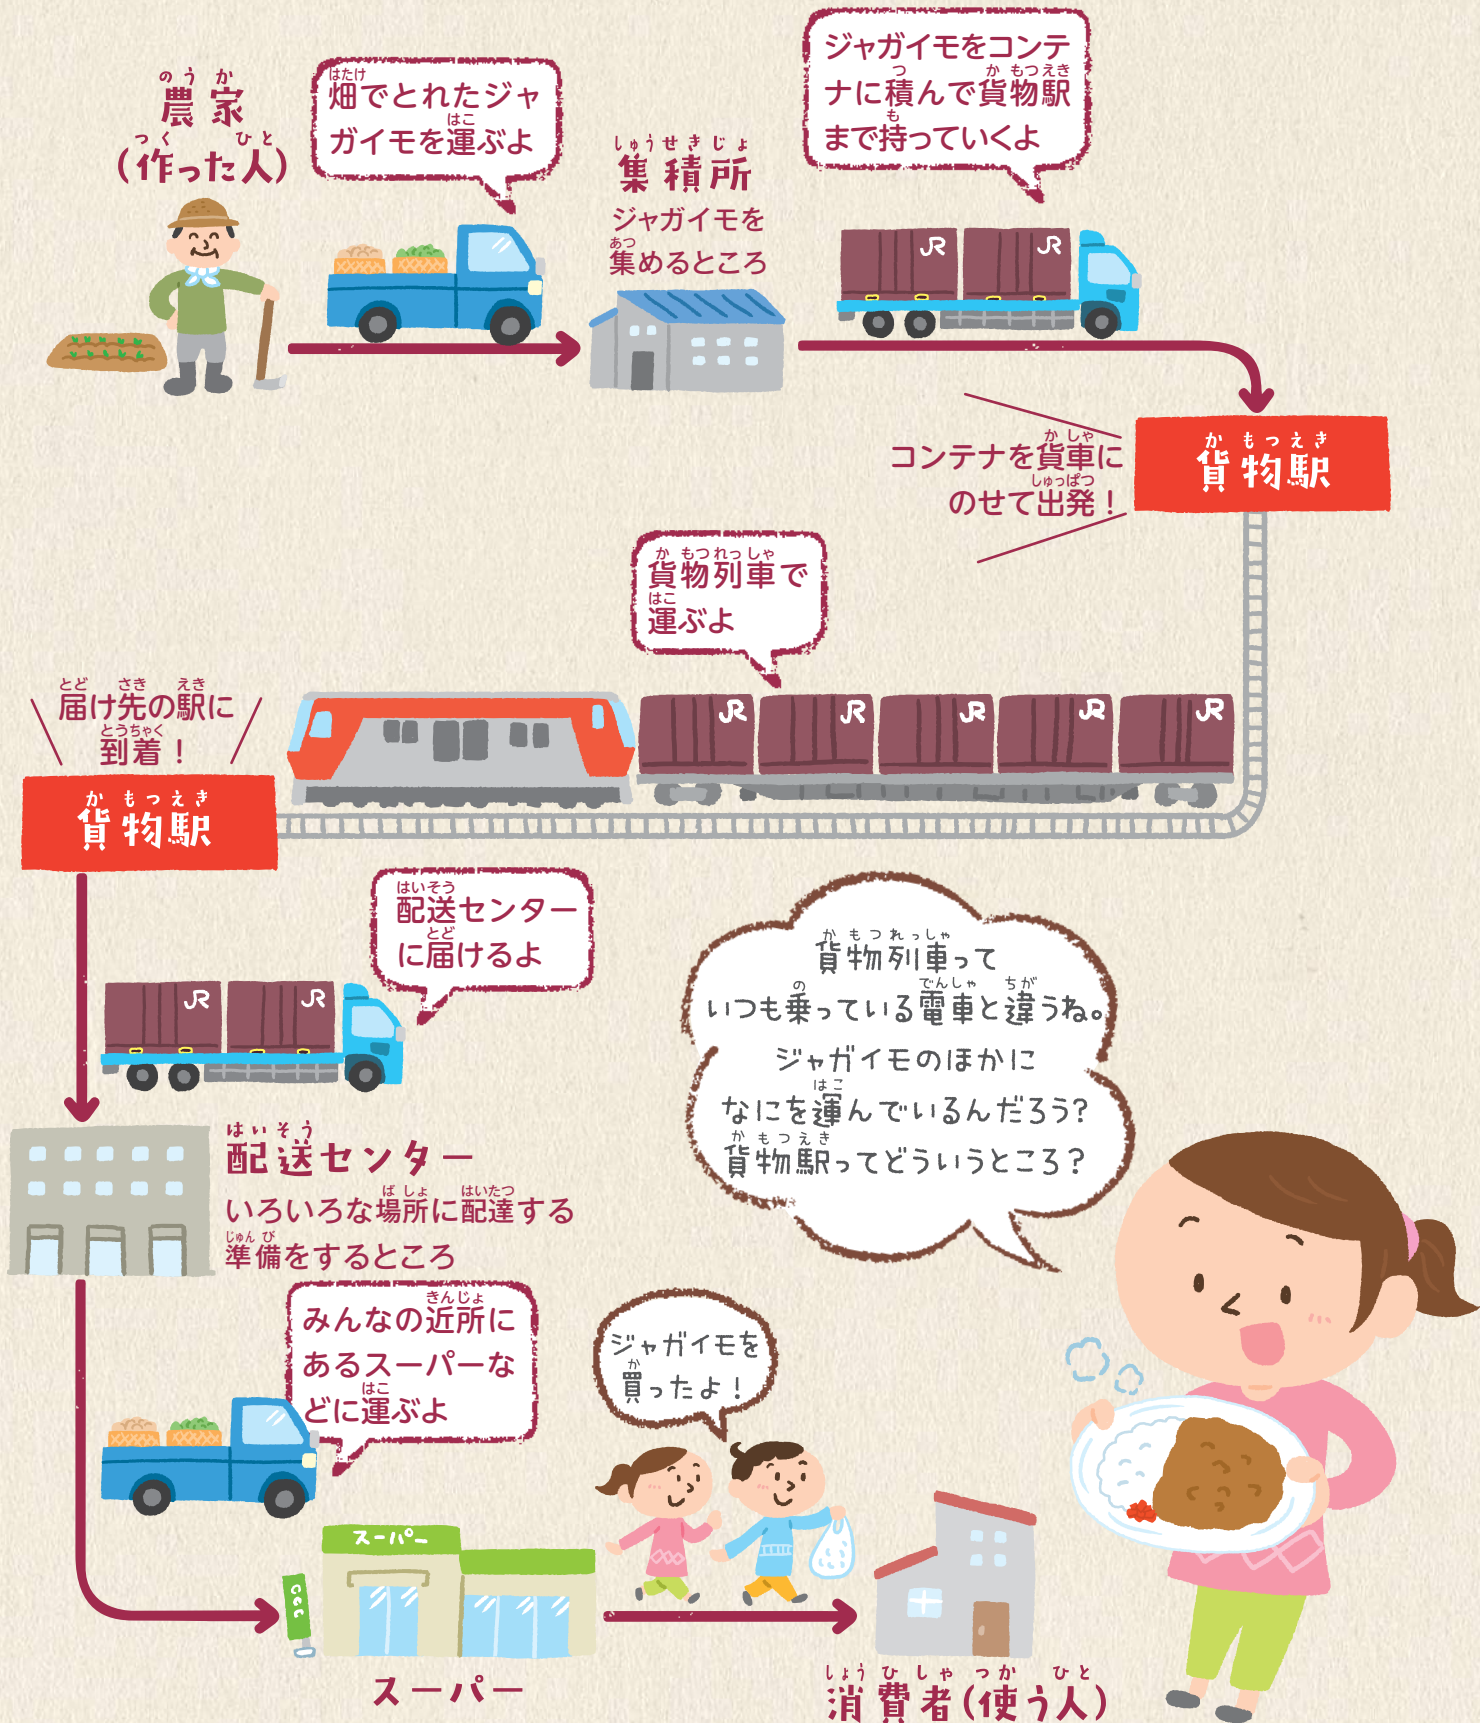 農家
(作った人)
畑でとれたジャ
ガイモを運ぶよ
集積所
ジャガイモを
集めるところ
ジャガイモをコンテ
ナに積んで貨物駅
まで持っていくよ
JR
JR
貨物駅
コンテナを貨車に
のせて出発！
貨物列車で
運ぶよ
JR
JR
JR
JR
JR
届け先の駅に
到着！
貨物駅
配送センター
に届けるよ
JR
JR
配送センター
いろいろな場所に配達する
準備をするところ
貨物列車って
いつも乗っている電車と違うね。
ジャガイモのほかに
なにを運んでいるんだろう？
貨物駅ってどういうところ？
みんなの近所に
あるスーパーな
どに運ぶよ
ジャガイモを
買ったよ！
スーパー
スーパー
消費者(使う人)